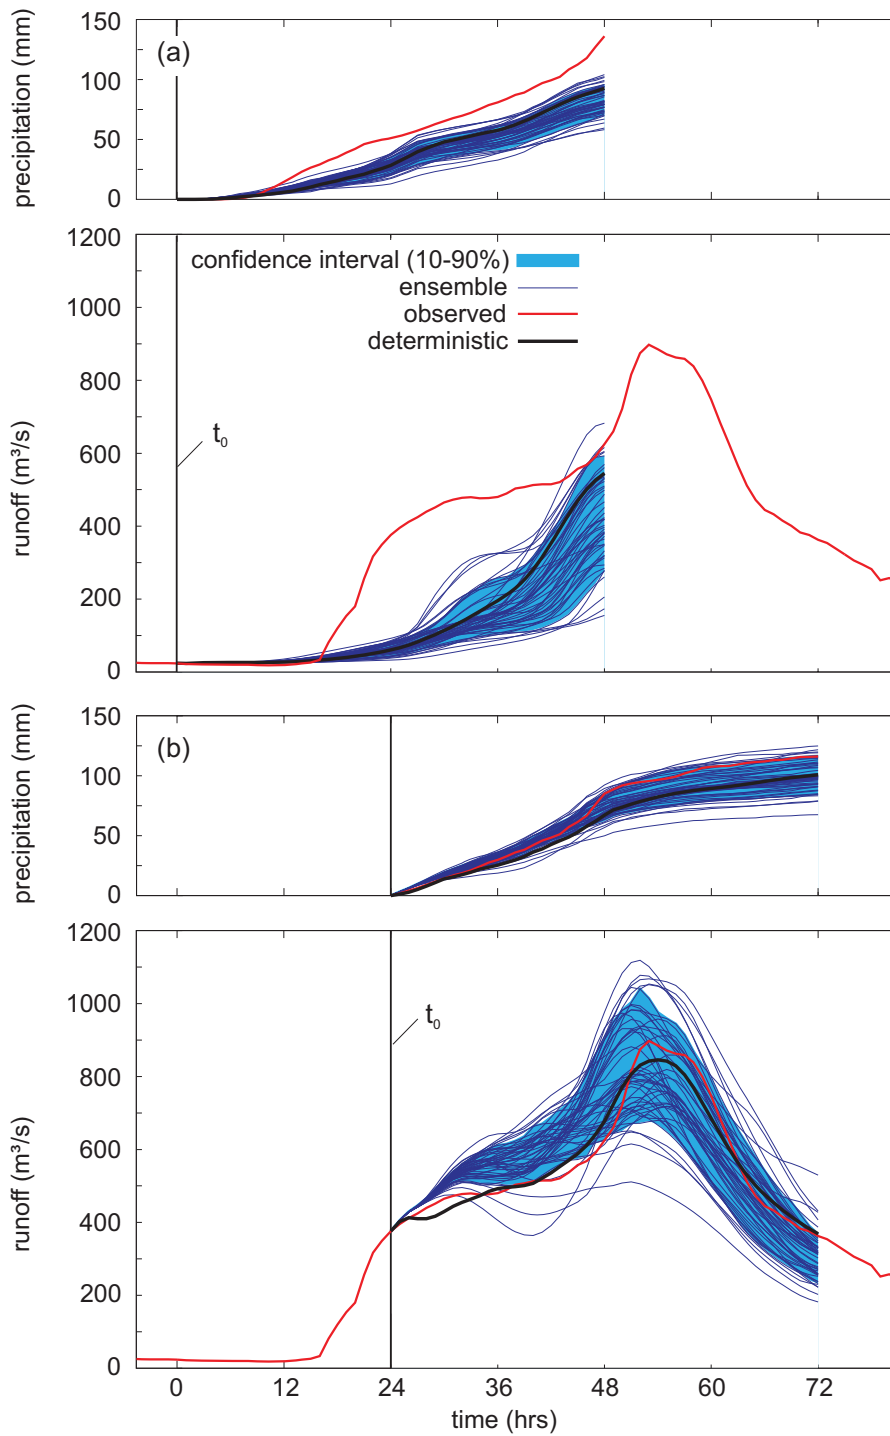 150
(a)
100
50
0
precipitation (mm)
1200
confidence interval (10-90%)
ensemble
observed
deterministic
1000
800
600
400
200
0
t₀
runoff (m³/s)
150
(b)
100
50
0
precipitation (mm)
1200
1000
800
600
400
200
0
t₀
runoff (m³/s)
0 12 24 36 48 60 72
time (hrs)